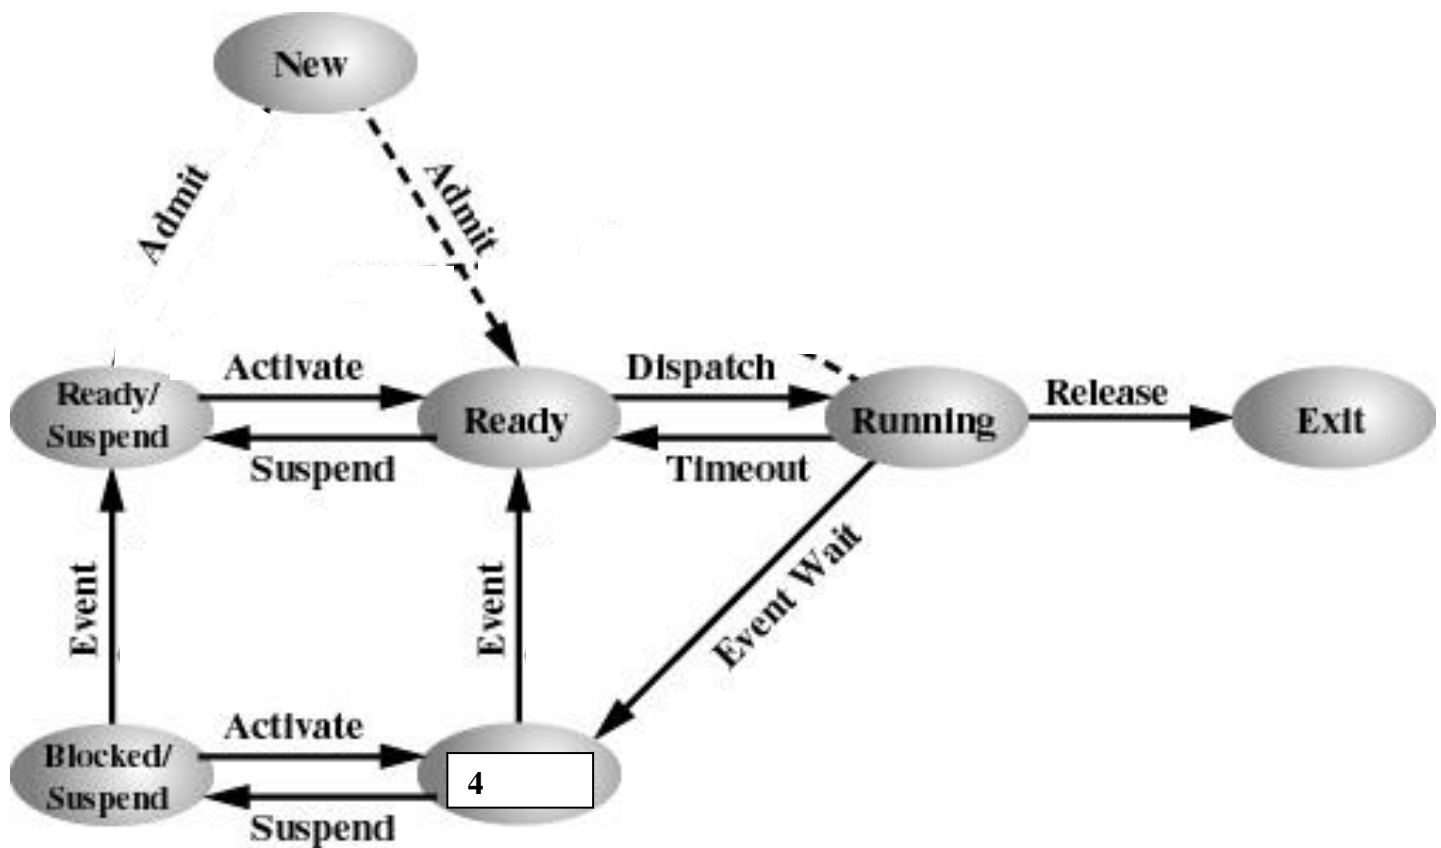 New
Admit
Admit
Activate
Dispatch
Release
Ready/
Suspend
Ready
Running
Exit
Suspend
Timeout
Event
Event
Event Wait
Activate
Blocked/
Suspend
4
Suspend